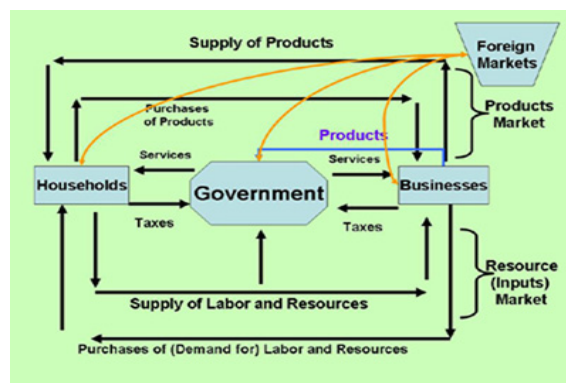 Supply of Products
Foreign
Markets
Purchases
of Products
Products
Market
Products
Services
Services
Households
Government
Businesses
Taxes
Taxes
Resource
(Inputs)
Market
Supply of Labor and Resources
Purchases of (Demand for) Labor and Resources